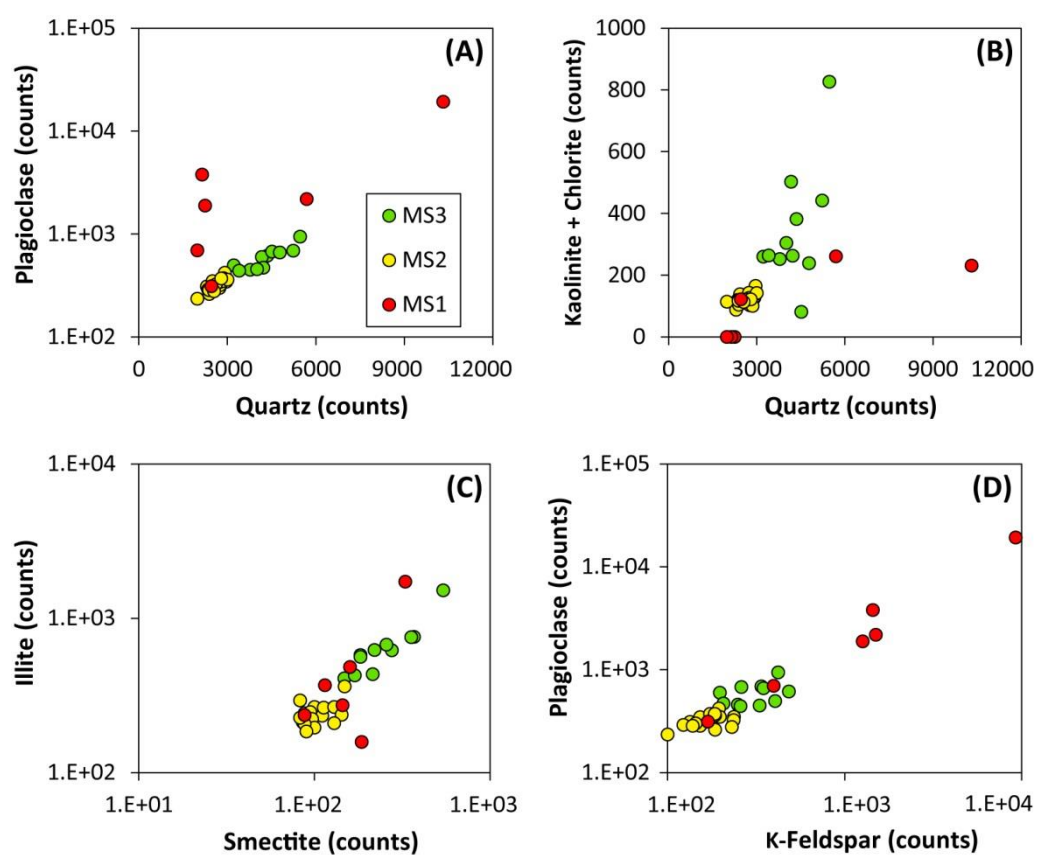 (A)
Plagioclase (counts)
1.E+05
1.E+04
1.E+03
1.E+02
0 3000 6000 9000 12000
Quartz (counts)
MS3
MS2
MS1
(B)
Kaolinite + Chlorite (counts)
1000
800
600
400
200
0
0 3000 6000 9000 12000
Quartz (counts)
(C)
Illite (counts)
1.E+04
1.E+03
1.E+02
1.E+01 1.E+02 1.E+03
Smectite (counts)
(D)
Plagioclase (counts)
1.E+05
1.E+04
1.E+03
1.E+02
1.E+02 1.E+03 1.E+04
K-Feldspar (counts)